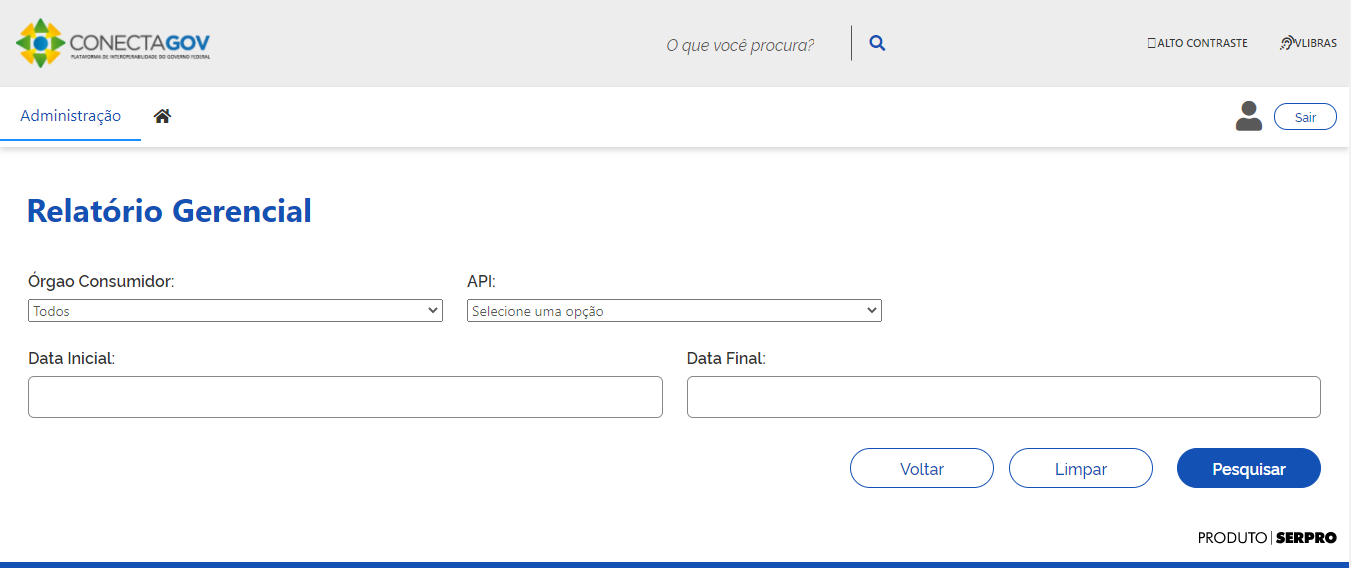 CONECTAGOV
PLATAFORMA DE INTEROPERABILIDADE DO GOVERNO FEDERAL
O que você procura?
ALTO CONTRASTE
VLIBRAS
Administração
Sair
Relatório Gerencial
Órgao Consumidor:
API:
Todos
Selecione uma opção
Data Inicial:
Data Final:
Voltar
Limpar
Pesquisar
PRODUTO | SERPRO